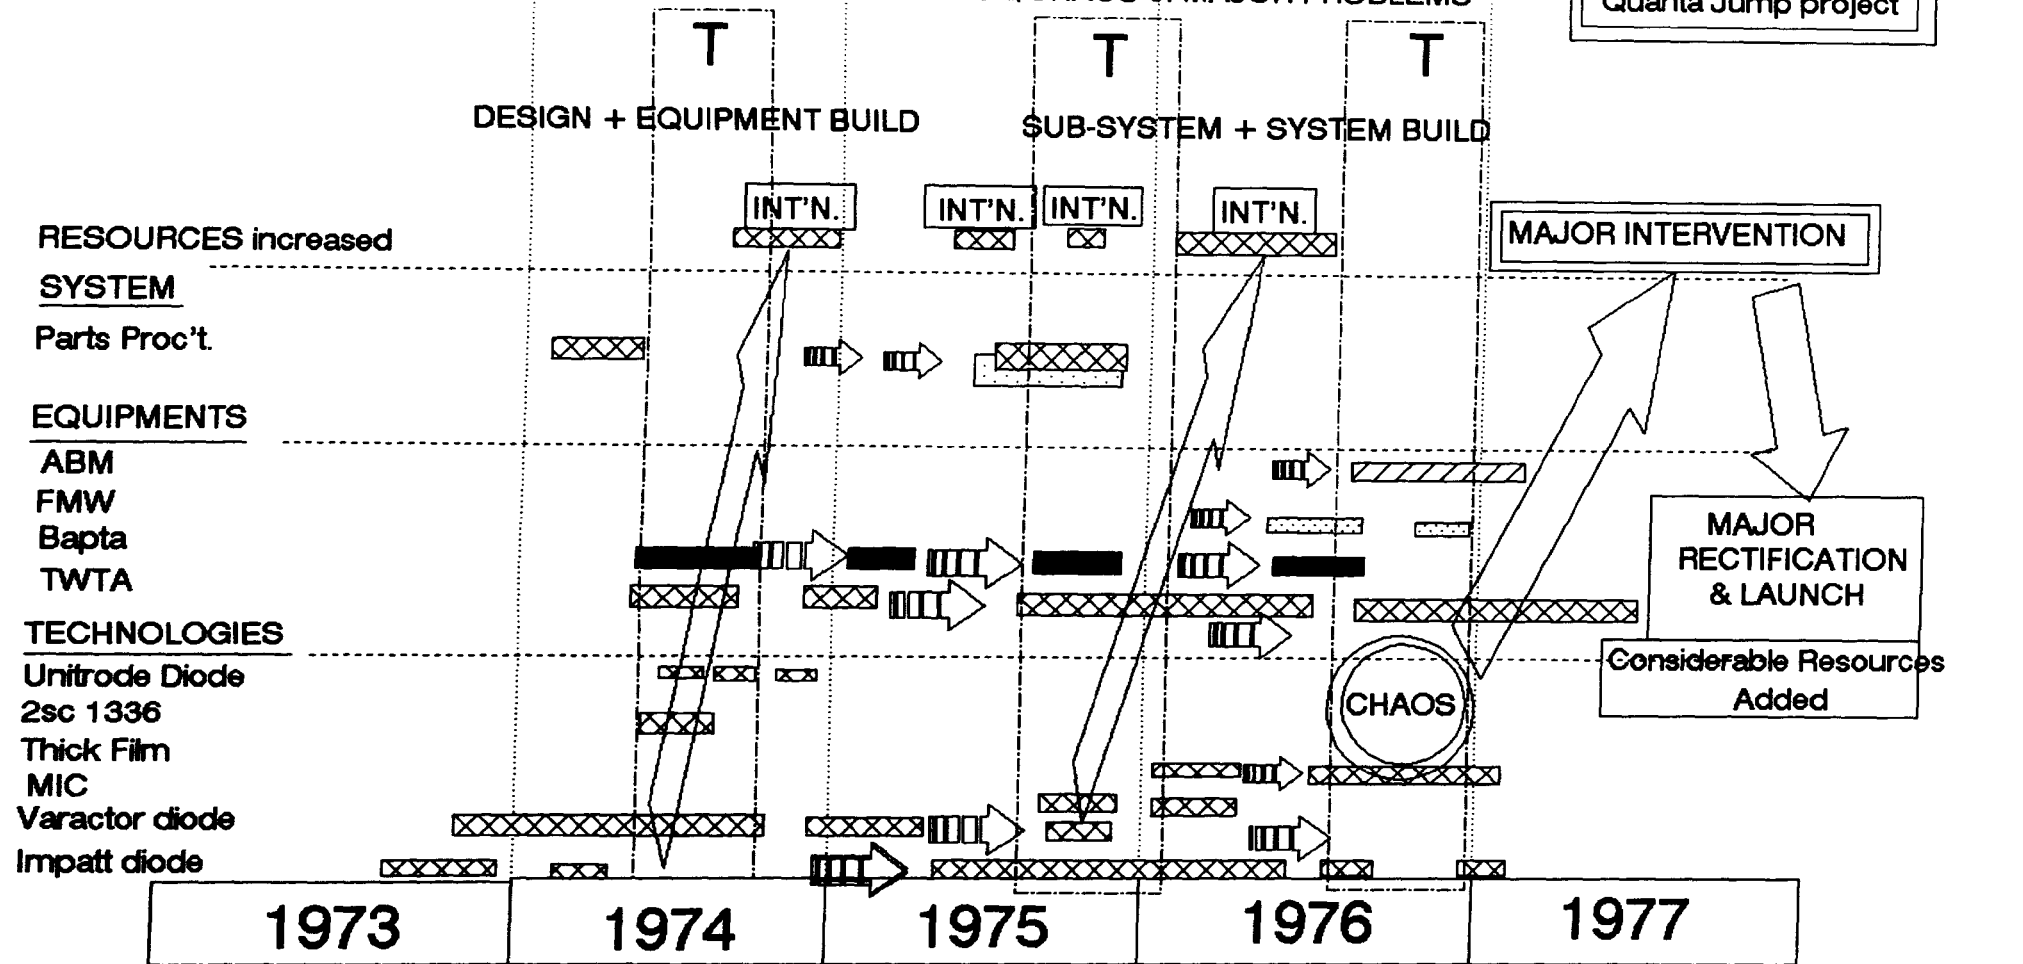 MAJOR PROBLEMS
Quanta Jump project
T
T
T
DESIGN + EQUIPMENT BUILD
SUB-SYSTEM + SYSTEM BUILD
INT'N.
INT'N.
INT'N.
INT'N.
RESOURCES increased
MAJOR INTERVENTION
SYSTEM
Parts Proc't.
EQUIPMENTS
ABM
FMW
Bapta
TWTA
MAJOR
RECTIFICATION
& LAUNCH
TECHNOLOGIES
Considerable Resources
Added
Unitrode Diode
2sc 1336
CHAOS
Thick Film
MIC
Varactor diode
Impatt diode
1973
1974
1975
1976
1977